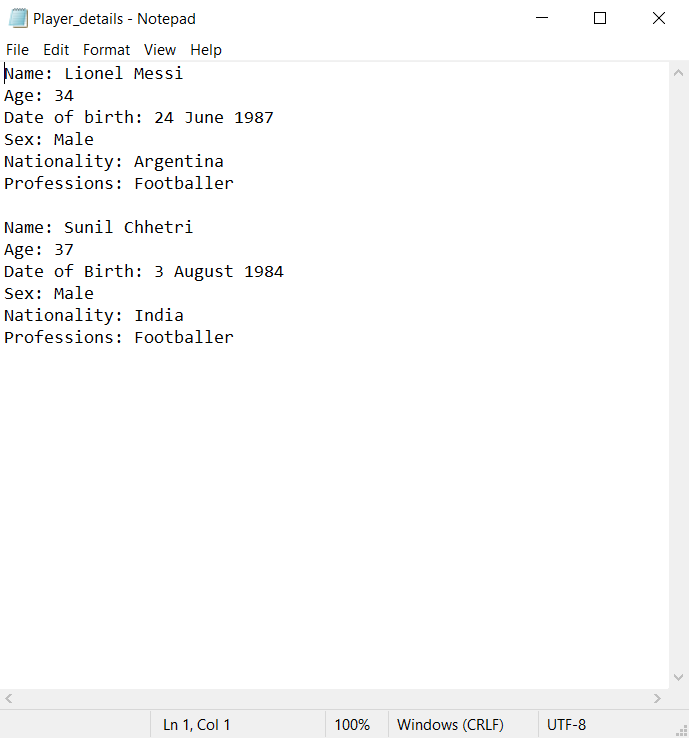 Player_details - Notepad
File Edit Format View Help
Name: Lionel Messi
Age: 34
Date of birth: 24 June 1987
Sex: Male
Nationality: Argentina
Professions: Footballer

Name: Sunil Chhetri
Age: 37
Date of Birth: 3 August 1984
Sex: Male
Nationality: India
Professions: Footballer
Ln 1, Col 1 100% Windows (CRLF) UTF-8